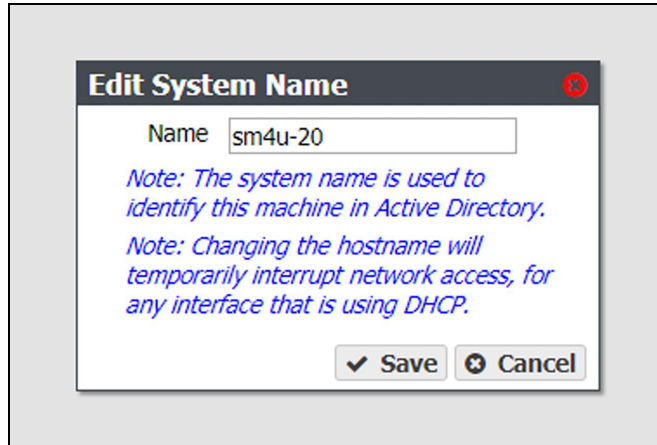 Edit System Name
Name sm4u-20
Note: The system name is used to
identify this machine in Active Directory.
Note: Changing the hostname will
temporarily interrupt network access, for
any interface that is using DHCP.
Save Cancel